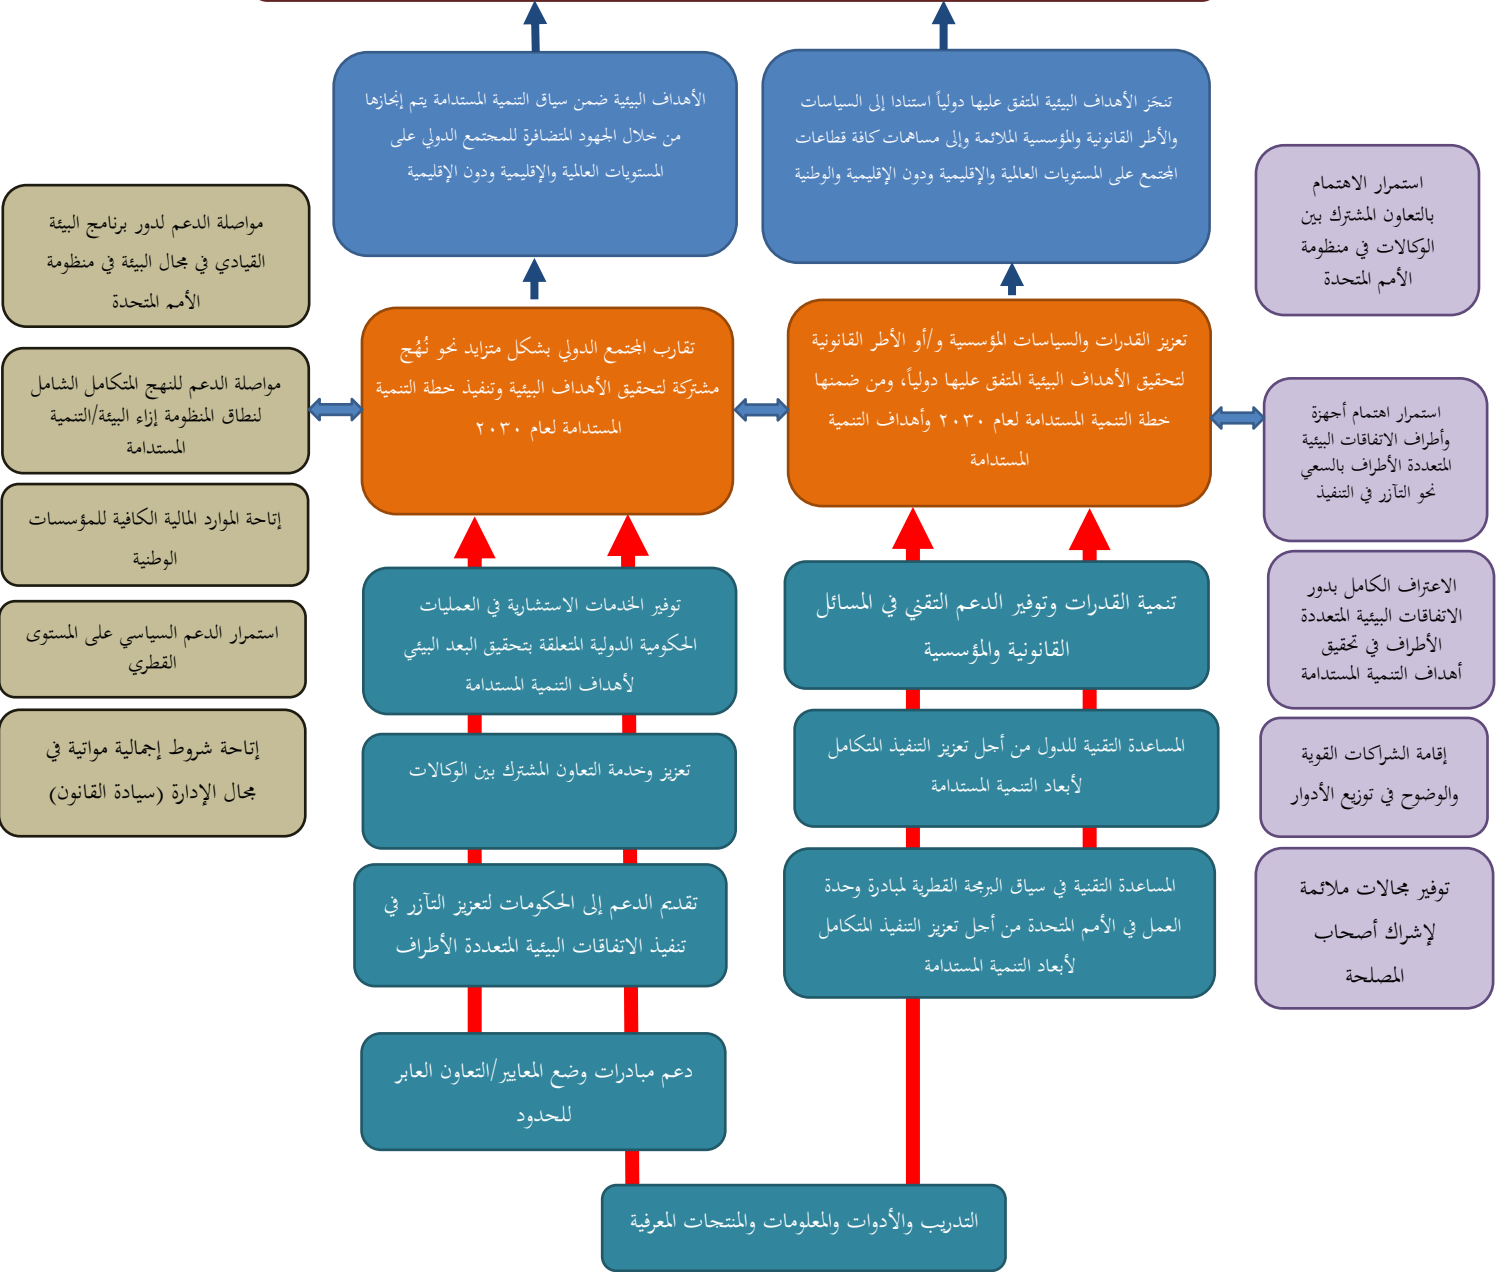 تنجَز الأهداف البيئية المتفق عليها دولياً استنادا إلى السياسات
والأطر القانونية والمؤسسية الملائمة وإلى مساهمات كافة قطاعات
المجتمع على المستويات العالمية والإقليمية ودون الإقليمية والوطنية
الأهداف البيئية ضمن سياق التنمية المستدامة يتم إنجازها
من خلال الجهود المتضافرة للمجتمع الدولي على
المستويات العالمية والإقليمية ودون الإقليمية
استمرار الاهتمام
بالتعاون المشترك بين
الوكالات في منظومة
الأمم المتحدة
مواصلة الدعم لدور برنامج البيئة
القيادي في مجال البيئة في منظومة
الأمم المتحدة
تعزيز القدرات والسياسات المؤسسية و/أو الأطر القانونية
لتحقيق الأهداف البيئية المتفق عليها دولياً، ومن ضمنها
خطة التنمية المستدامة لعام ٢٠٣٠ وأهداف التنمية
المستدامة
تقارب المجتمع الدولي بشكل متزايد نحو نُهُج
مشتركة لتحقيق الأهداف البيئية وتنفيذ خطة التنمية
المستدامة لعام ٢٠٣٠
استمرار اهتمام أجهزة
وأطراف الاتفاقات البيئية
المتعددة الأطراف بالسعي
نحو التآزر في التنفيذ
مواصلة الدعم للنهج المتكامل الشامل
لنطاق المنظومة إزاء البيئة/التنمية
المستدامة
إتاحة الموارد المالية الكافية للمؤسسات
الوطنية
الاعتراف الكامل بدور
الاتفاقات البيئية المتعددة
الأطراف في تحقيق
أهداف التنمية المستدامة
تنمية القدرات وتوفير الدعم التقني في المسائل
القانونية والمؤسسية
توفير الخدمات الاستشارية في العمليات
الحكومية الدولية المتعلقة بتحقيق البعد البيئي
لأهداف التنمية المستدامة
استمرار الدعم السياسي على المستوى
القطري
إقامة الشراكات القوية
والوضوح في توزيع الأدوار
المساعدة التقنية للدول من أجل تعزيز التنفيذ المتكامل
لأبعاد التنمية المستدامة
تعزيز وخدمة التعاون المشترك بين الوكالات
إتاحة شروط إجمالية مواتية في
مجال الإدارة (سيادة القانون)
توفير مجالات ملائمة
لإشراك أصحاب
المصلحة
المساعدة التقنية في سياق البرمجة القطرية لمبادرة وحدة
العمل في الأمم المتحدة من أجل تعزيز التنفيذ المتكامل
لأبعاد التنمية المستدامة
تقديم الدعم إلى الحكومات لتعزيز التآزر في
تنفيذ الاتفاقات البيئية المتعددة الأطراف
دعم مبادرات وضع المعايير/التعاون العابر
للحدود
التدريب والأدوات والمعلومات والمنتجات المعرفية